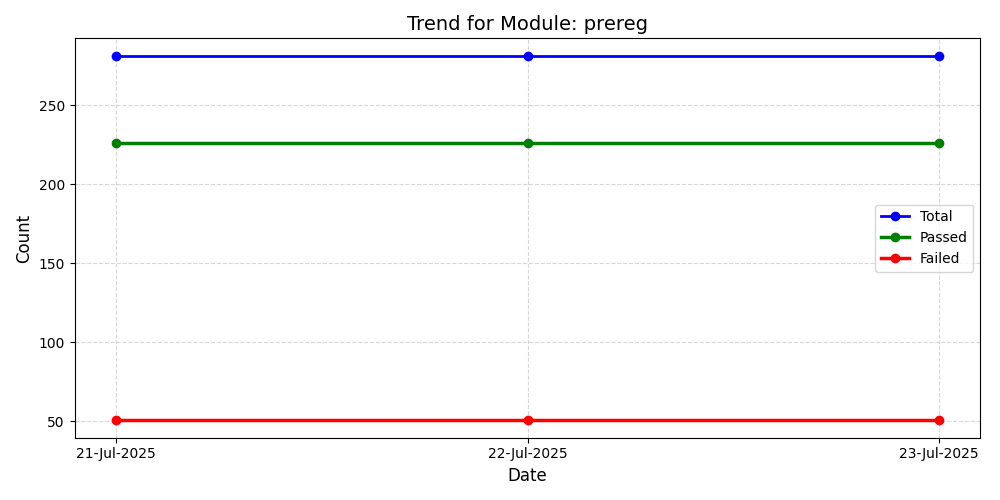 Trend for Module: prereg
Count
250
200
150
100
50
Total
Passed
Failed
21-Jul-2025
22-Jul-2025
23-Jul-2025
Date